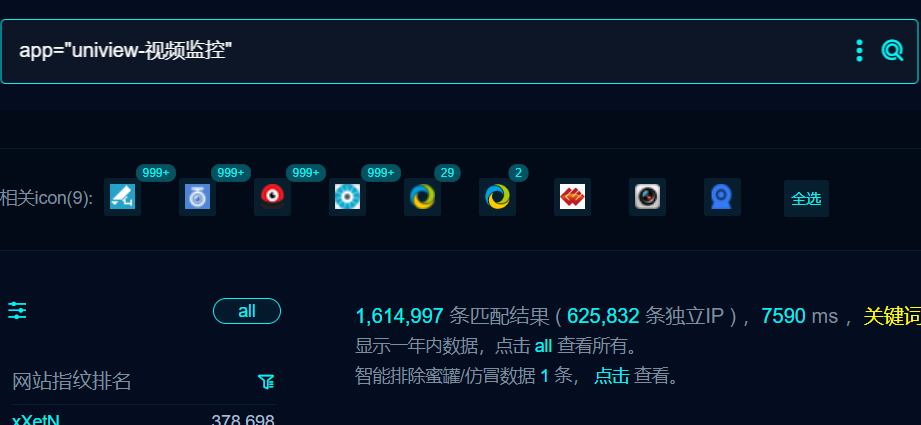 app="uniview-视频监控"
999+ 999+ 999+ 999+ 29 2
相关icon(9): 全选
all
1,614,997 条匹配结果 ( 625,832 条独立IP ) ，7590 ms ，关键词
显示一年内数据，点击 all 查看所有。
智能排除蜜罐/仿冒数据 1 条， 点击 查看。
网站指纹排名
xXetN 378,698